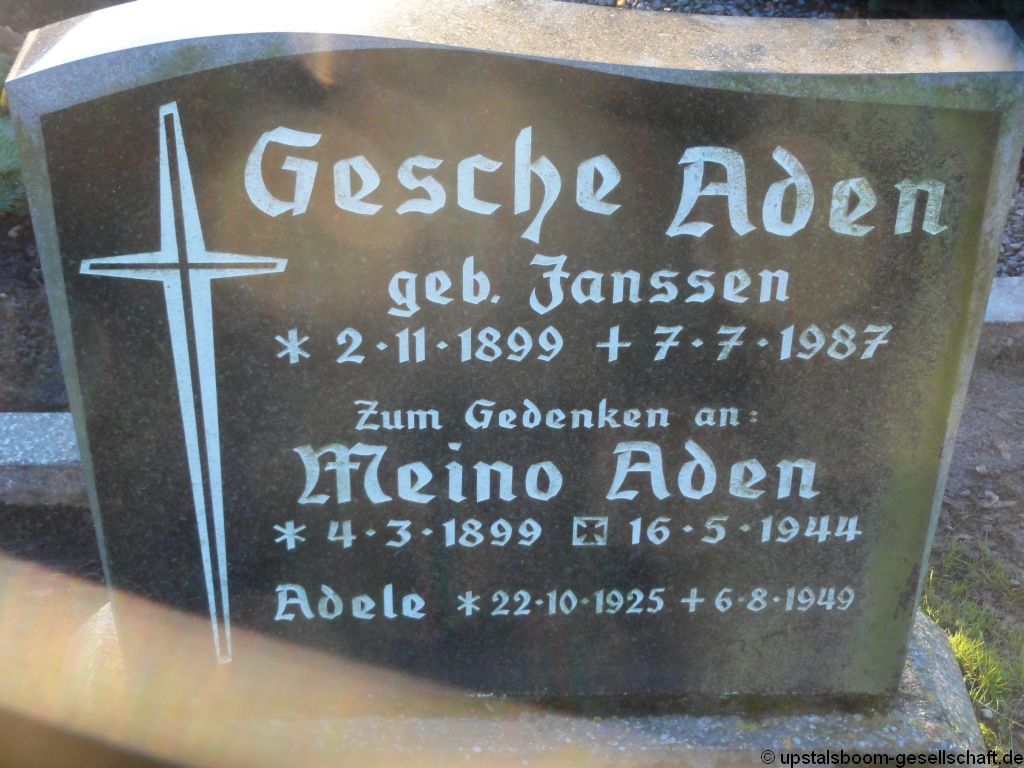 Gesche Aden
geb. Janssen
* 2·11·1899 + 7·7·1987
Zum Gedenken an:
Meino Aden
* 4·3·1899 ✠ 16·5·1944
Adele * 22·10·1925 + 6·8·1949
© upstalsboom-gesellschaft.de